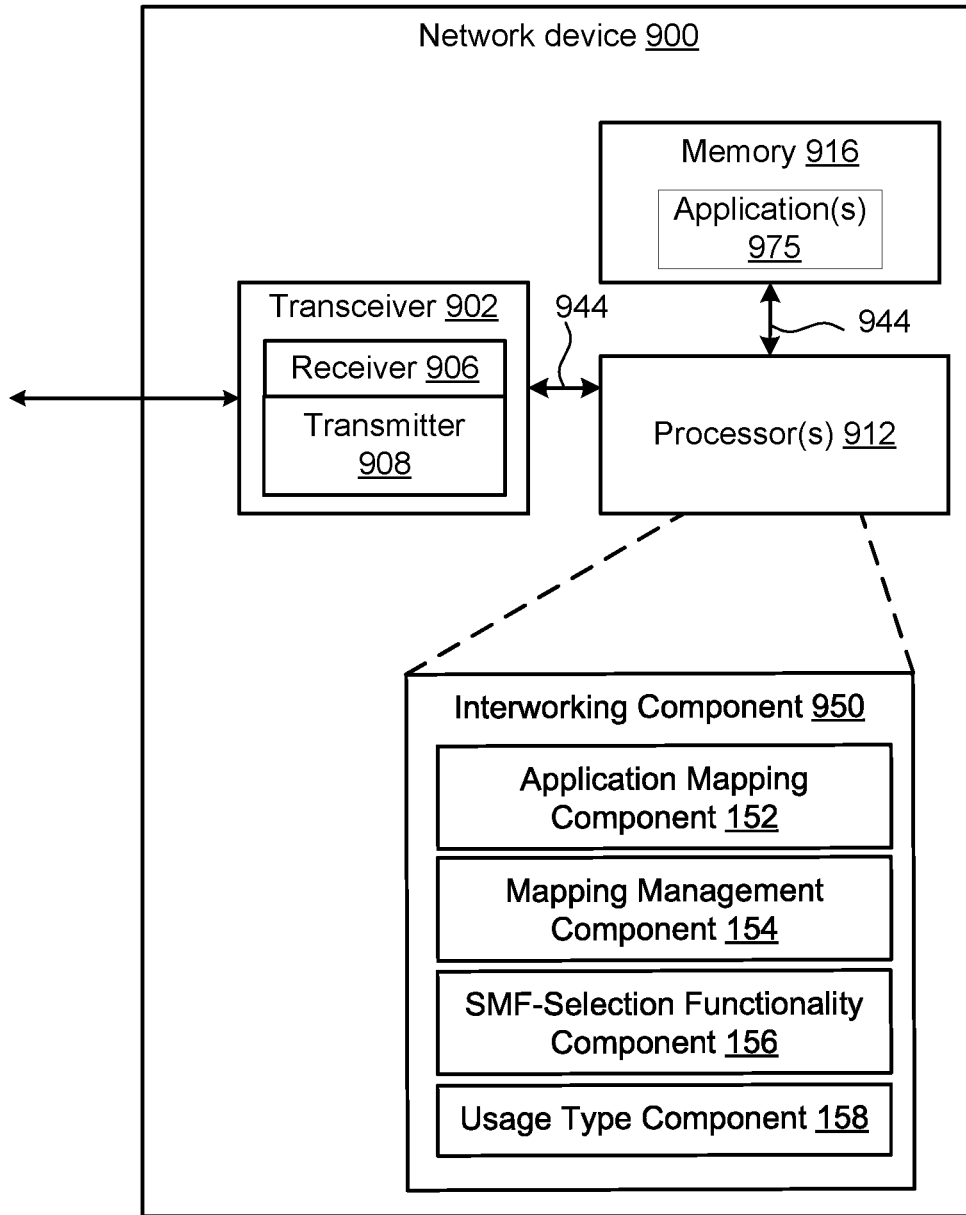 Network device 900
Memory 916
Application(s)
975
Transceiver 902
944
944
Receiver 906
Transmitter
908
Processor(s) 912
Interworking Component 950
Application Mapping
Component 152
Mapping Management
Component 154
SMF-Selection Functionality
Component 156
Usage Type Component 158